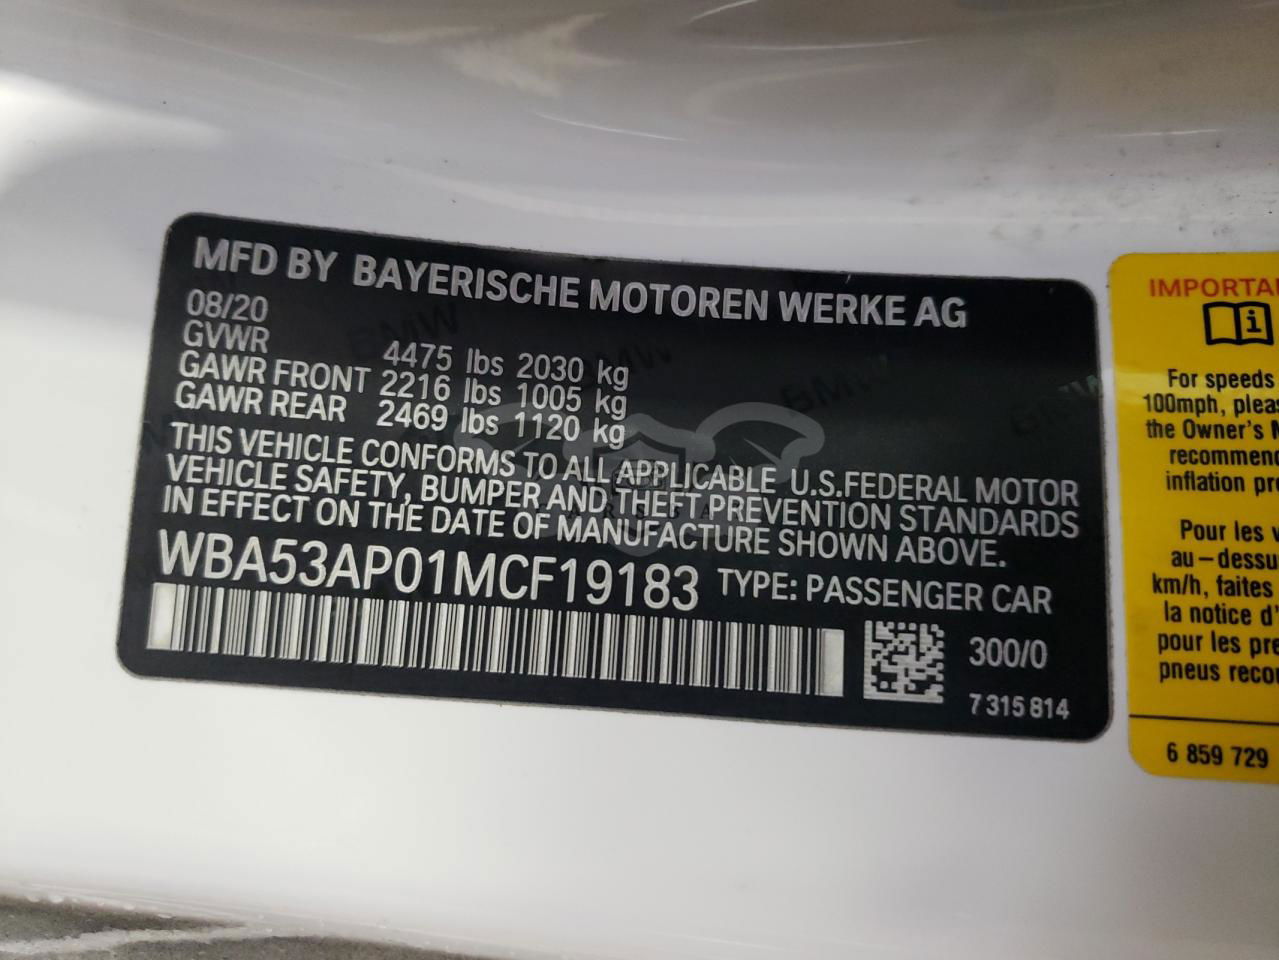 MFD BY BAYERISCHE MOTOREN WERKE AG
08/20
GVWR 4475 lbs 2030 kg
GAWR FRONT 2216 lbs 1005 kg
GAWR REAR 2469 lbs 1120 kg
THIS VEHICLE CONFORMS TO ALL APPLICABLE U.S.FEDERAL MOTOR
VEHICLE SAFETY, BUMPER AND THEFT PREVENTION STANDARDS
IN EFFECT ON THE DATE OF MANUFACTURE SHOWN ABOVE.
WBA53AP01MCF19183 TYPE: PASSENGER CAR
300/0
7 315 814
IMPORTA
For speeds
100mph, pleas
the Owner's
recommen
inflation pre
Pour les
au-dessu
km/h, faites
la notice d'
pour les pre
pneus reco
6 859 729
BMW
BMW
BMW